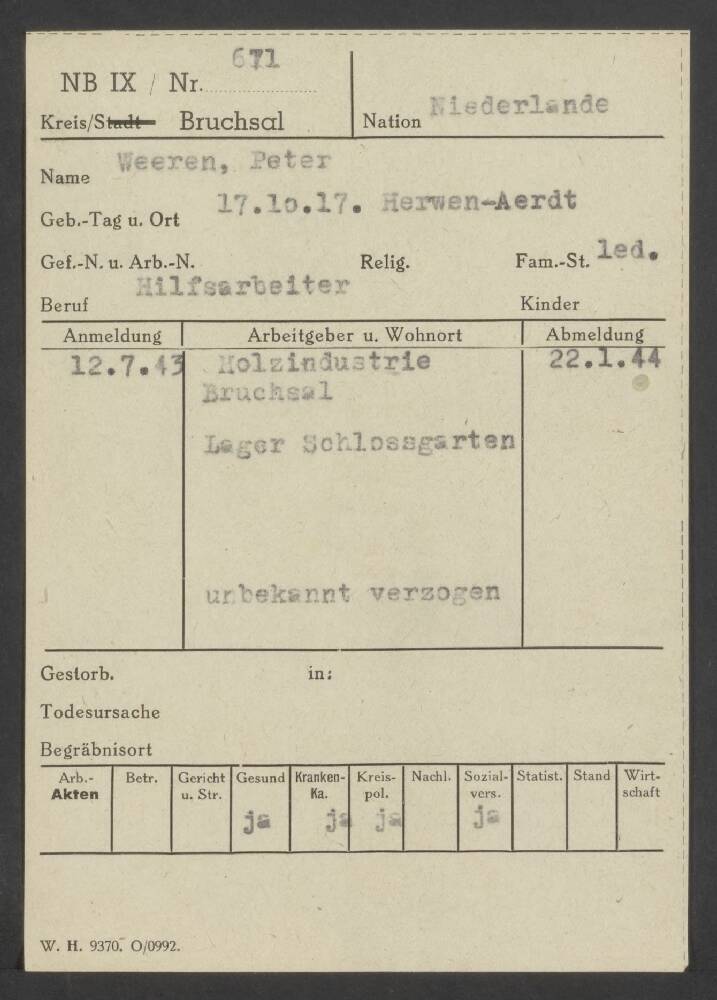 671
NB IX / Nr.
Kreis/Stadt Bruchsal
Nation Niederlande
Name Weeren, Peter
Geb.-Tag u. Ort 17.10.17. Herwen-Aerdt
Gef.-N. u. Arb.-N. Relig. Fam.-St. led.
Beruf Hilfsarbeiter Kinder
Anmeldung Arbeitgeber u. Wohnort Abmeldung
12.7.43 Holzindustrie 22.1.44
Bruchsal
Lager Schlossgarten
unbekannt verzogen
Gestorb. in:
Todesursache
Begräbnisort
Arb.- Betr. Gericht Gesund Kranken- Kreis- Nachl. Sozial- Statist. Stand Wirt-
Akten u. Str. Ka. pol. vers. schaft
ja ja ja ja
W. H. 9370. O/0992.